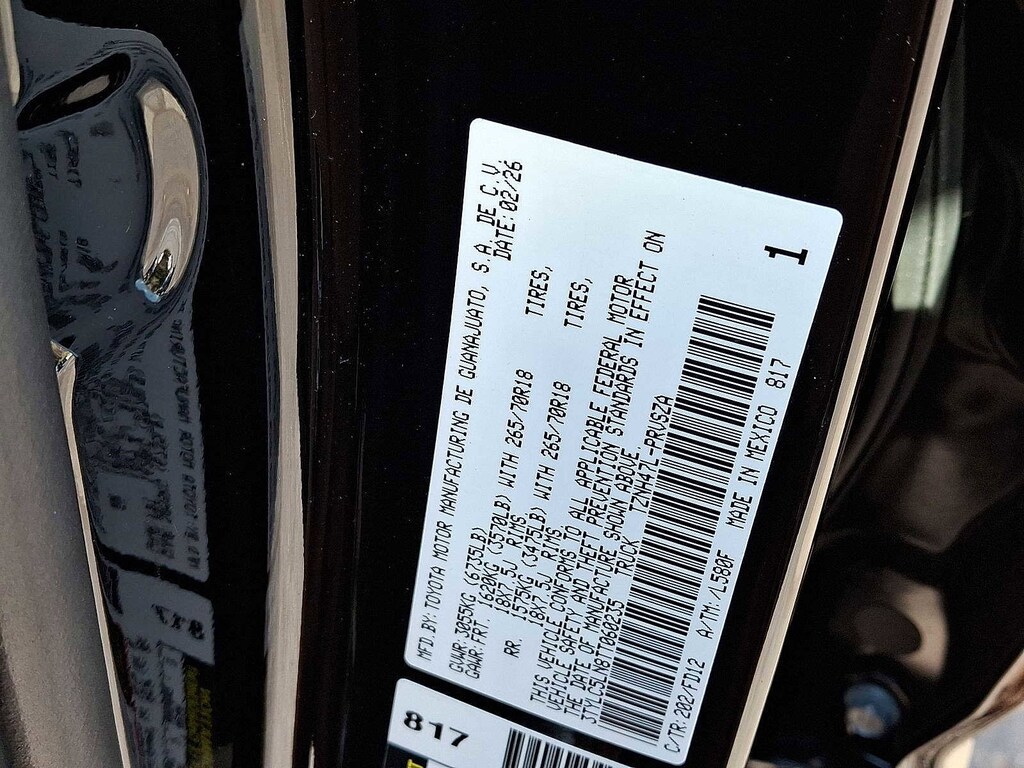 MFD. BY: TOYOTA MOTOR MANUFACTURING DE GUANAJUATO, S.A. DE C.V.
DATE: 02/26
GVWR: 3055KG (6735LB)
GAWR: FRT 1620KG (3570LB) WITH 265/70R18 TIRES,
18X7.5J RIMS
RR. 1575KG (3475LB) WITH 265/70R18 TIRES,
18X7.5J RIMS
THIS VEHICLE CONFORMS TO ALL APPLICABLE FEDERAL MOTOR
VEHICLE SAFETY AND THEFT PREVENTION STANDARDS IN EFFECT ON
THE DATE OF MANUFACTURE SHOWN ABOVE.
TRUCK TZNH47L-PRVSZA
C/TR: 202/FD12 A/TM: /L580F MADE IN MEXICO 817
1
817